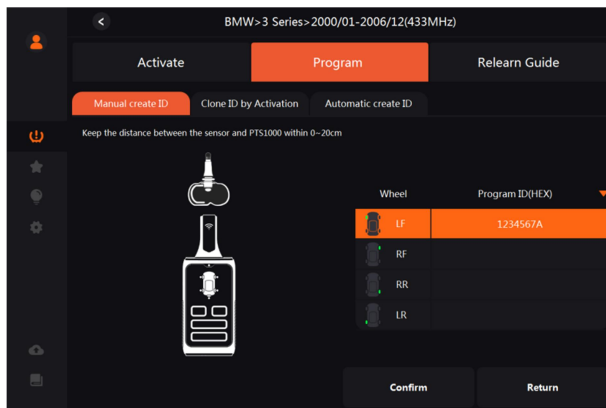 BMW>3 Series>2000/01-2006/12(433MHz)
Activate
Program
Relearn Guide
Manual create ID
Clone ID by Activation
Automatic create ID
Keep the distance between the sensor and PTS1000 within 0~20cm
Wheel
Program ID(HEX)
LF
1234567A
RF
RR
LR
Confirm
Return